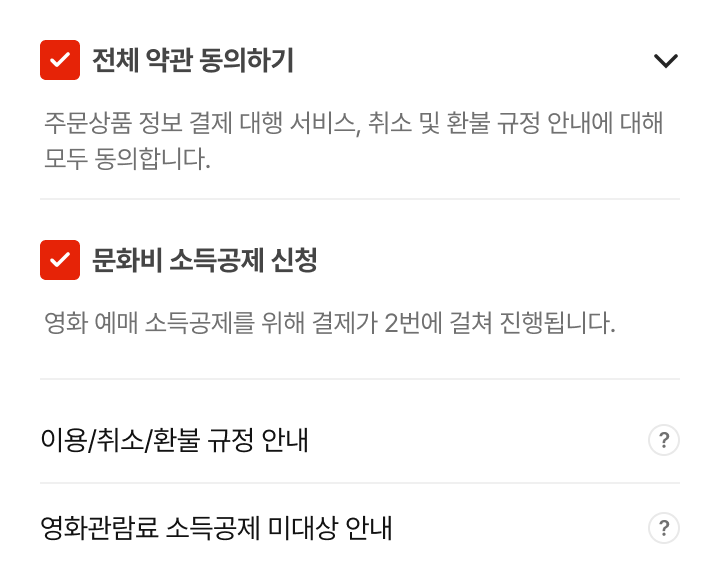 전체 약관 동의하기
주문상품 정보 결제 대행 서비스, 취소 및 환불 규정 안내에 대해
모두 동의합니다.
문화비 소득공제 신청
영화 예매 소득공제를 위해 결제가 2번에 걸쳐 진행됩니다.
이용/취소/환불 규정 안내
?
영화관람료 소득공제 미대상 안내
?